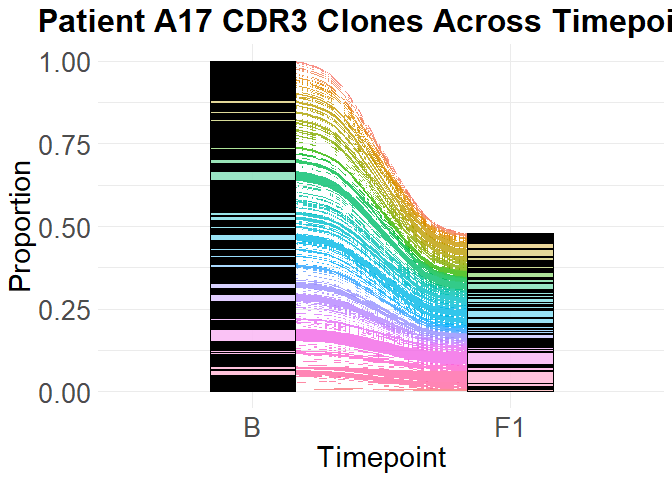 Patient A17 CDR3 Clones Across Timepoi
1.00
0.75
0.50
0.25
0.00
Proportion
B
F1
Timepoint